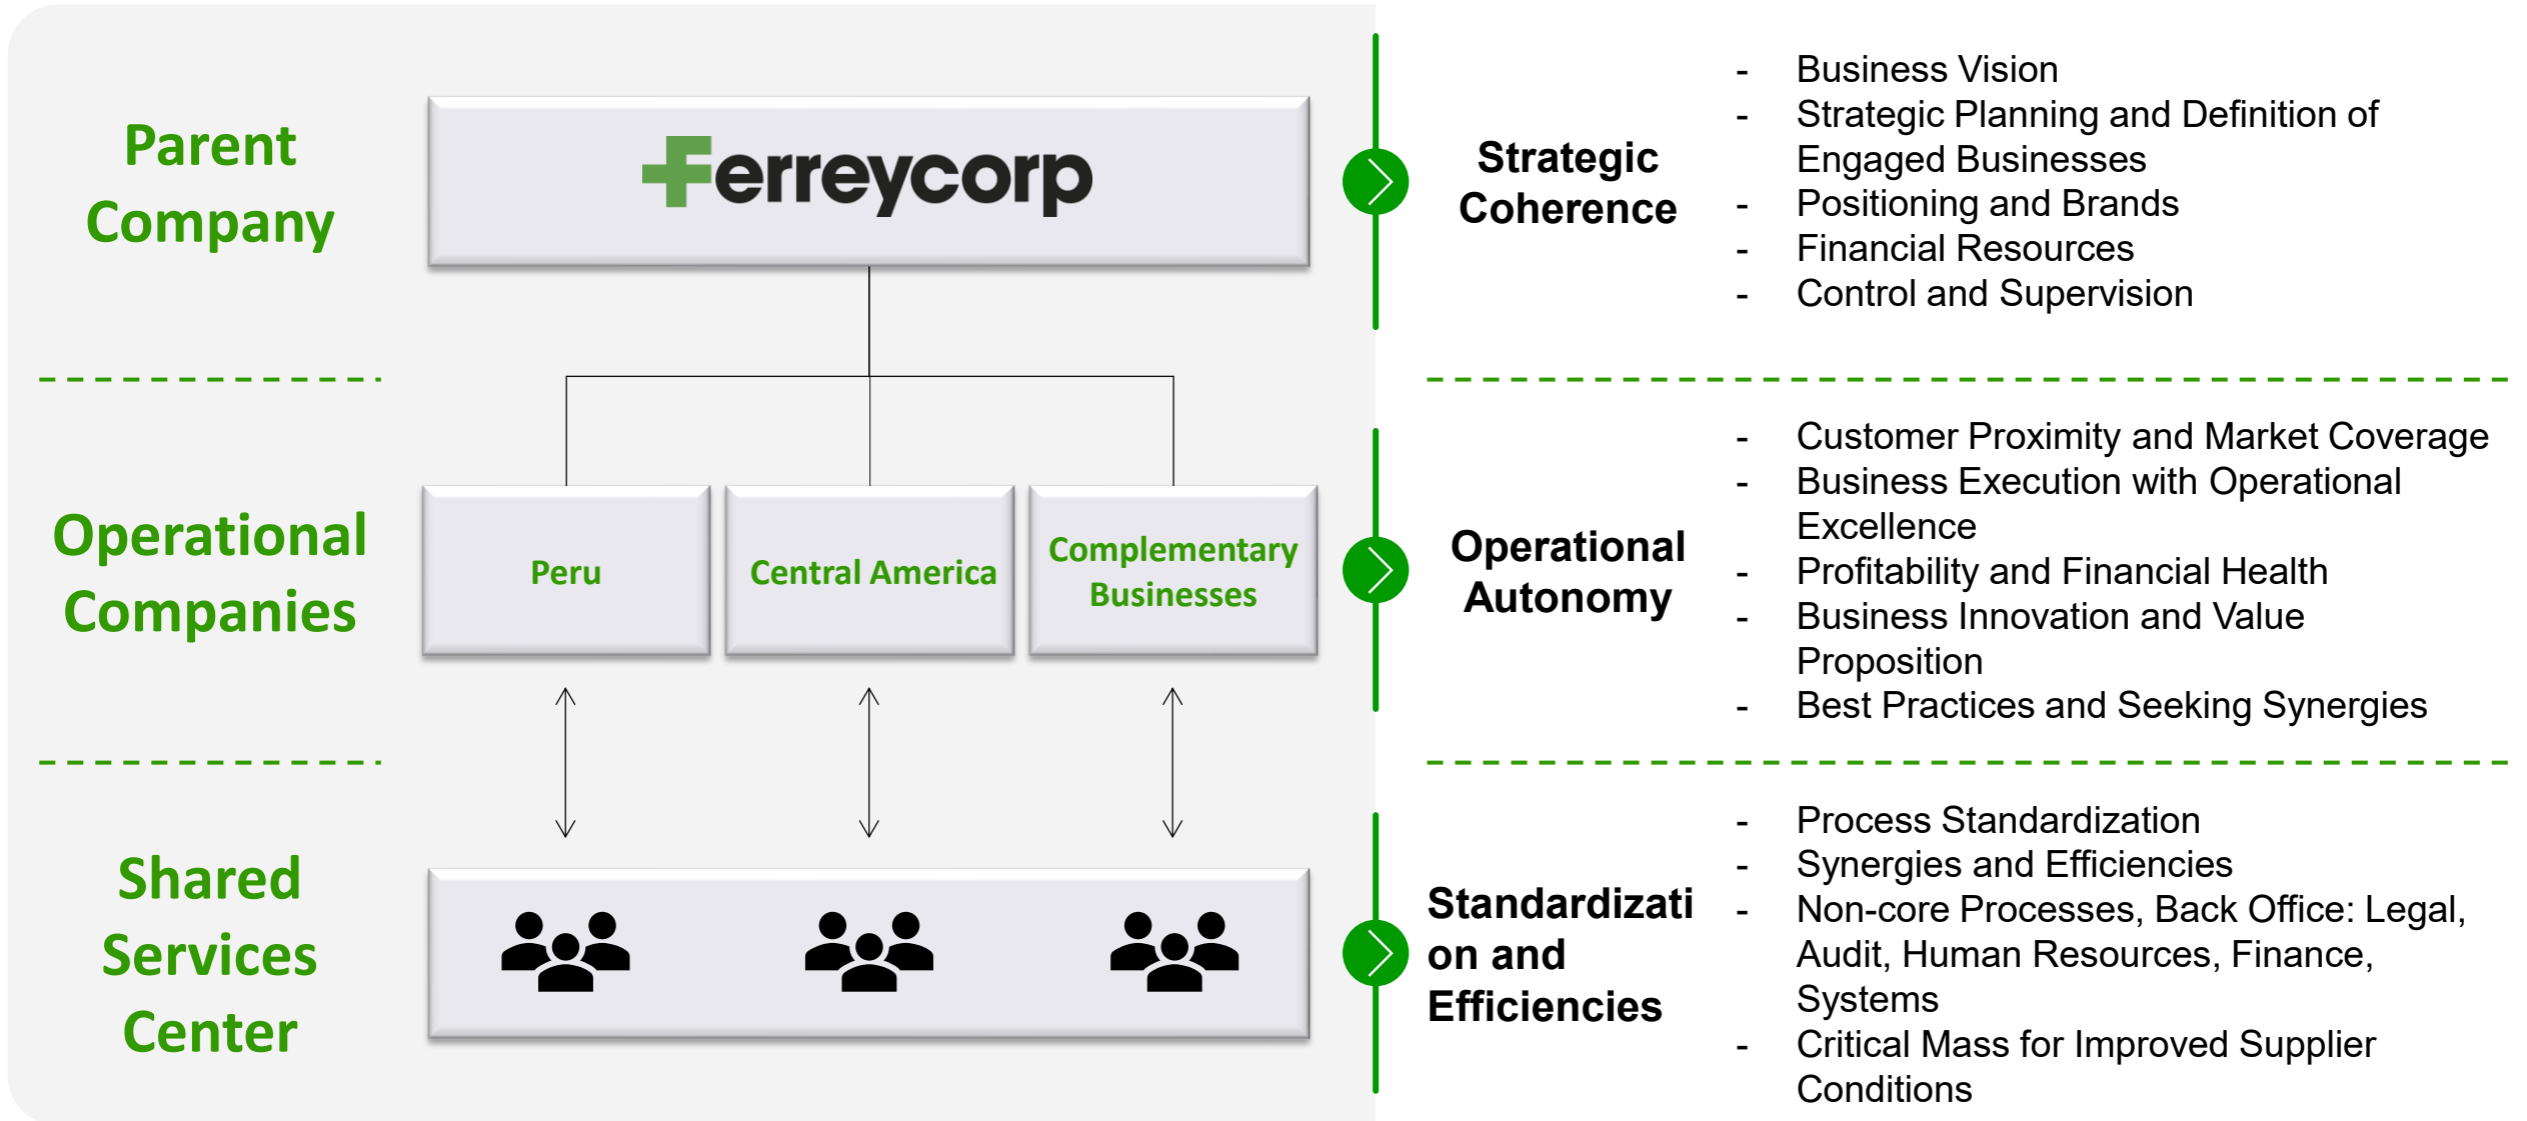 Parent
Company
Ferreycorp
Strategic
Coherence
- Business Vision
- Strategic Planning and Definition of
Engaged Businesses
- Positioning and Brands
- Financial Resources
- Control and Supervision
Operational
Companies
Peru
Central America
Complementary
Businesses
Operational
Autonomy
- Customer Proximity and Market Coverage
- Business Execution with Operational
Excellence
- Profitability and Financial Health
- Business Innovation and Value
Proposition
- Best Practices and Seeking Synergies
Shared
Services
Center
Standardizati
on and
Efficiencies
- Process Standardization
- Synergies and Efficiencies
- Non-core Processes, Back Office: Legal,
Audit, Human Resources, Finance,
Systems
- Critical Mass for Improved Supplier
Conditions